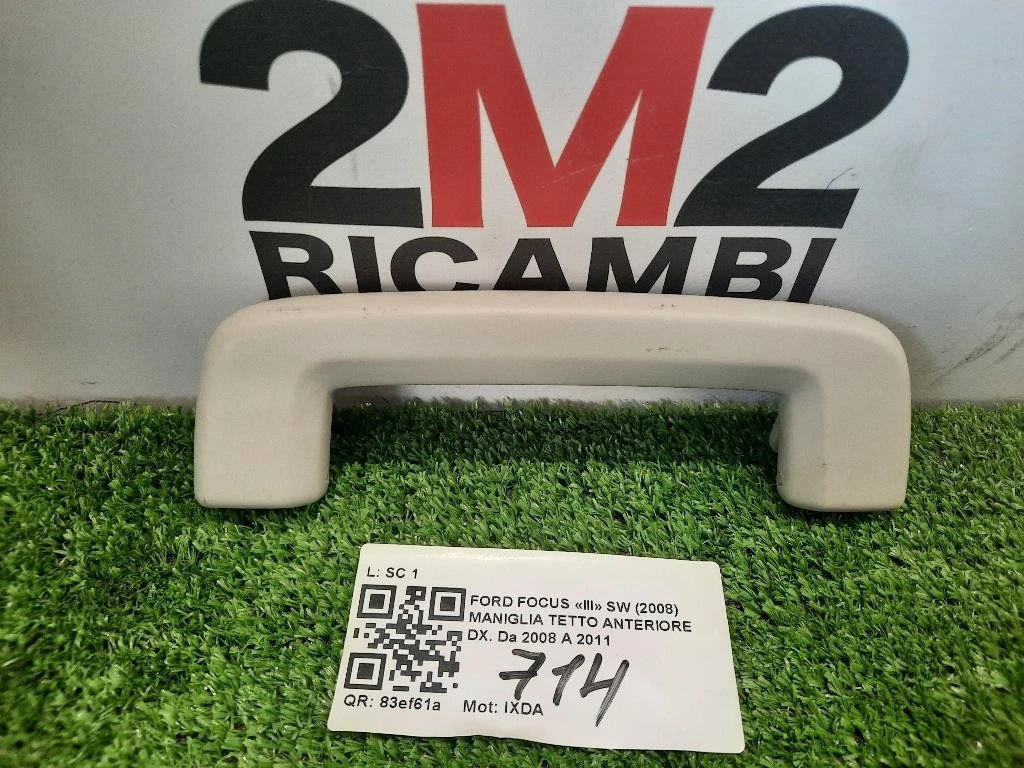 2M2
RICAMBI
L: SC 1
FORD FOCUS «III» SW (2008)
MANIGLIA TETTO ANTERIORE
DX. Da 2008 A 2011
714
QR: 83ef61a Mot: IXDA